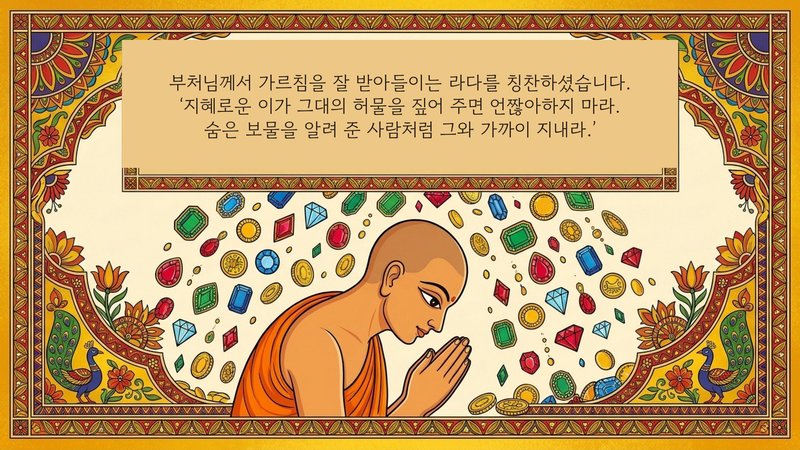 부처님께서 가르침을 잘 받아들이는 라다를 칭찬하셨습니다.
‘지혜로운 이가 그대의 허물을 짚어 주면 언짢아하지 마라.
숨은 보물을 알려 준 사람처럼 그와 가까이 지내라.’